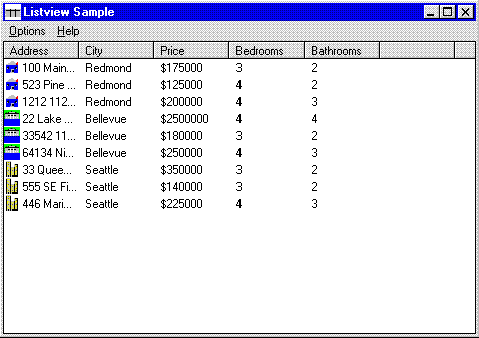 Listview Sample
Options Help
Address City Price Bedrooms Bathrooms
100 Main... Redmond $175000 3 2
523 Pine ... Redmond $125000 4 2
1212 112... Redmond $200000 4 3
22 Lake ... Bellevue $2500000 4 4
33542 11... Bellevue $180000 3 2
64134 Ni... Bellevue $250000 4 3
33 Quee... Seattle $350000 3 2
555 SE Fi... Seattle $140000 3 2
446 Mari... Seattle $225000 4 3